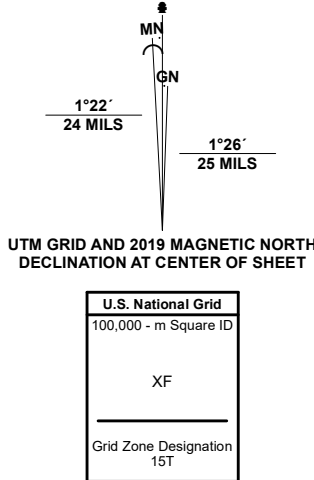 MN
GN
1°22´
24 MILS
1°26´
25 MILS
UTM GRID AND 2019 MAGNETIC NORTH
DECLINATION AT CENTER OF SHEET
U.S. National Grid
100,000 - m Square ID
XF
Grid Zone Designation
15T